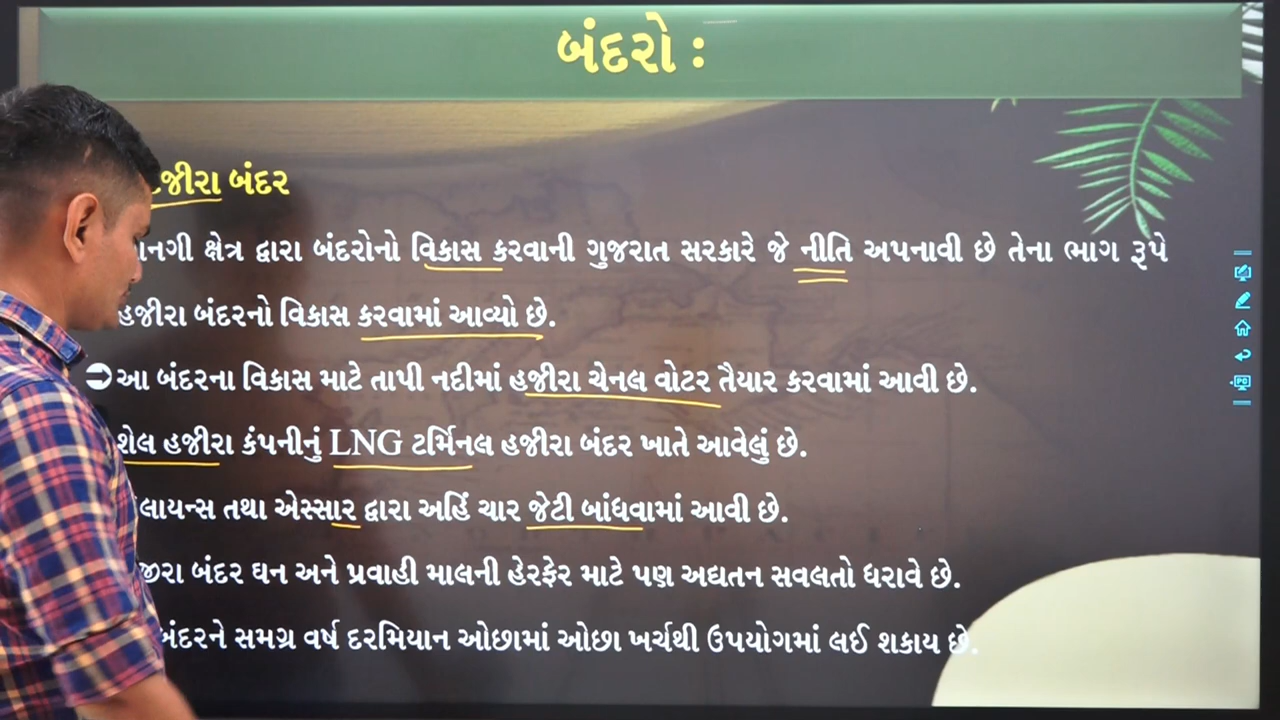 બંદરો :
બંદર
ક્ષેત્ર દ્વારા બંદરોનો વિકાસ કરવાની ગુજરાત સરકારે જે નીતિ અપનાવી છે તેના ભાગ રૂપે
હજીરા બંદરનો વિકાસ કરવામાં આવ્યો છે.
આ બંદરના વિકાસ માટે તાપી નદીમાં હજીરા ચેનલ વોટર તૈયાર કરવામાં આવી છે.
શેલ હજીરા કંપનીનું LNG ટર્મિનલ હજીરા બંદર ખાતે આવેલું છે.
તથા એસ્સાર દ્વારા અહિં ચાર જેટી બાંધવામાં આવી છે.
બંદર ઘન અને પ્રવાહી માલની હેરફેર માટે પણ અદ્યતન સવલતો ધરાવે છે.
બંદરને સમગ્ર વર્ષ દરમિયાન ઓછામાં ઓછા ખર્ચથી ઉપયોગમાં લઈ શકાય છે.